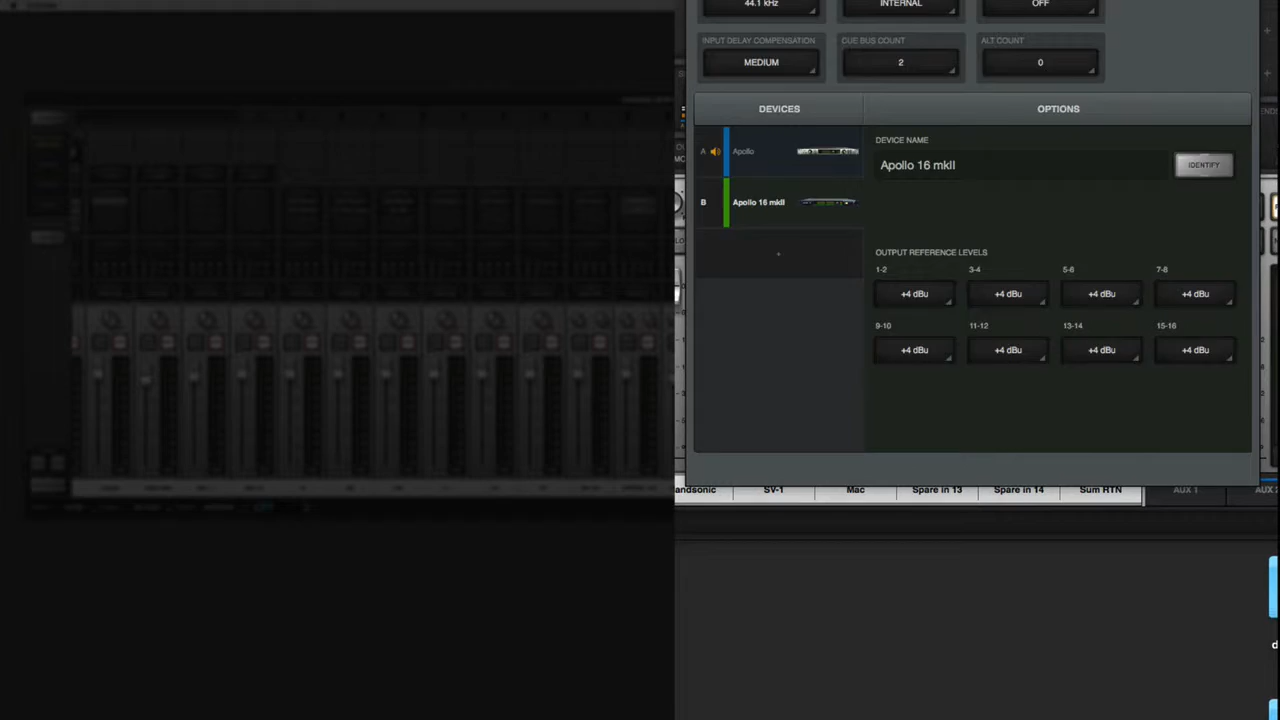 44.1 kHz
INTERNAL
OFF
INPUT DELAY COMPENSATION
CUE BUS COUNT
ALT COUNT
MEDIUM
2
0
DEVICES
OPTIONS
A
Apollo
B
Apollo 16 mkII
+
DEVICE NAME
Apollo 16 mkII
IDENTIFY
OUTPUT REFERENCE LEVELS
1-2
3-4
5-6
7-8
+4 dBu
+4 dBu
+4 dBu
+4 dBu
9-10
11-12
13-14
15-16
+4 dBu
+4 dBu
+4 dBu
+4 dBu
andsonic
SV-1
Mac
Spare in 13
Spare in 14
Sum RTN
AUX 1
AUX